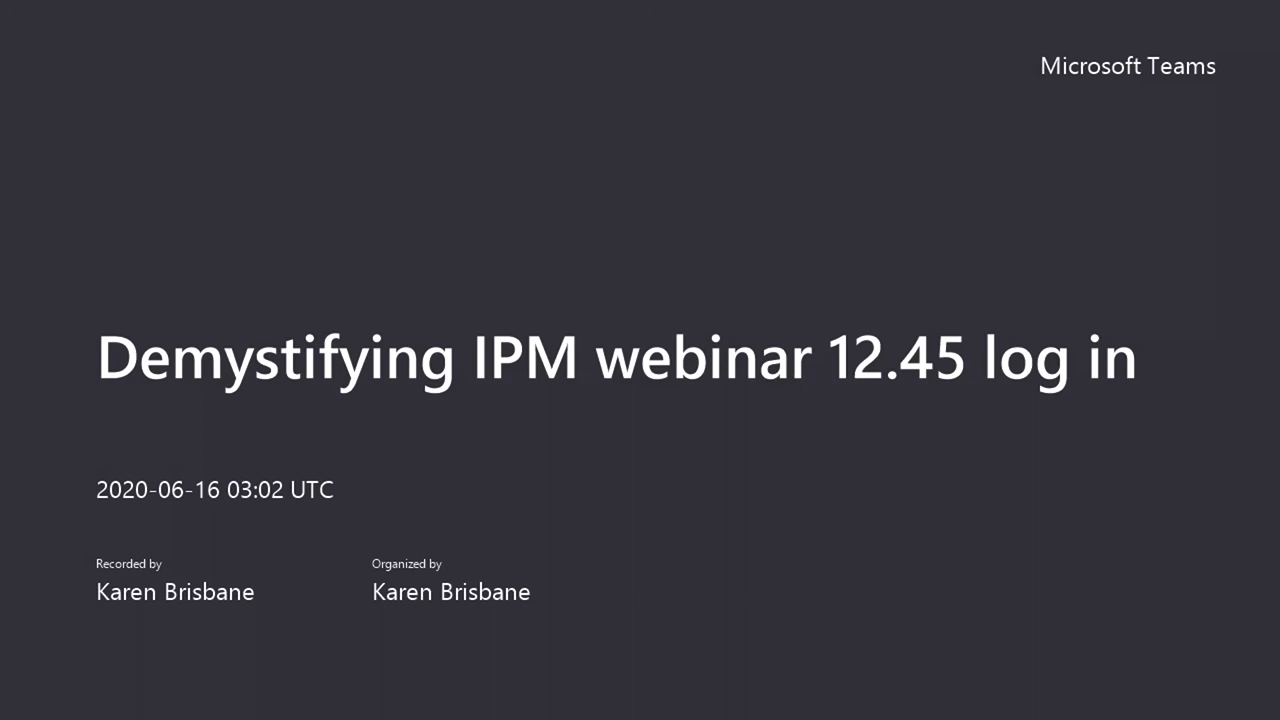 Microsoft Teams
Demystifying IPM webinar 12.45 log in
2020-06-16 03:02 UTC
Recorded by
Karen Brisbane
Organized by
Karen Brisbane